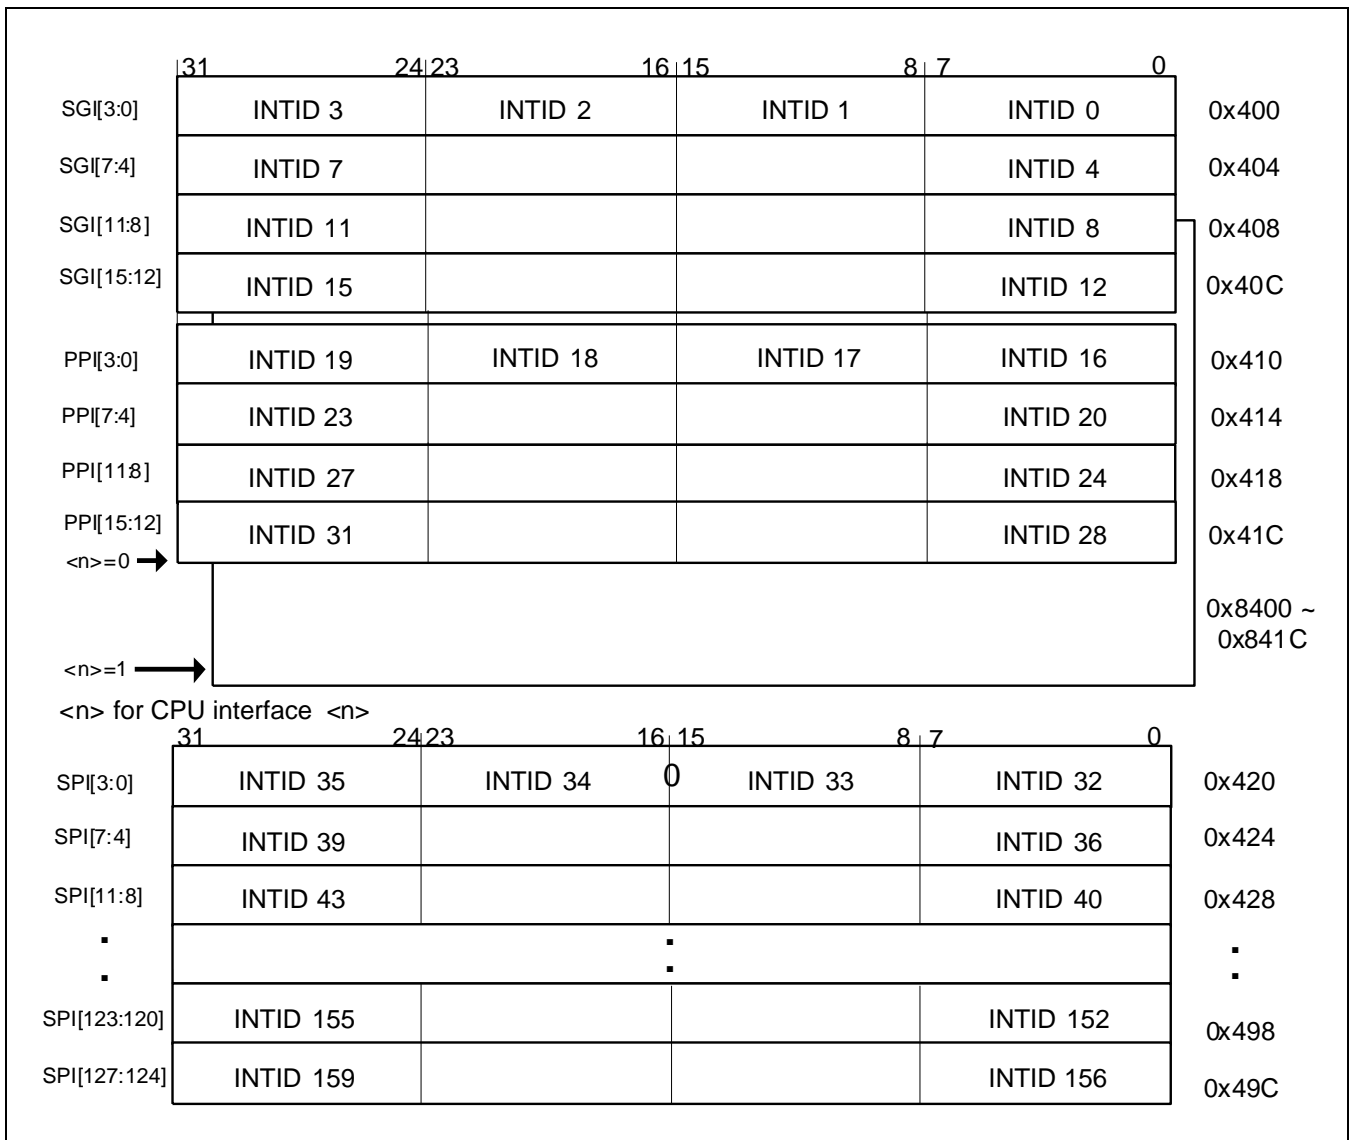 31 24 23 16 15 8 7 0
SGI[3:0] INTID 3 INTID 2 INTID 1 INTID 0 0x400
SGI[7:4] INTID 7 INTID 4 0x404
SGI[11:8] INTID 11 INTID 8 0x408
SGI[15:12] INTID 15 INTID 12 0x40C
PPI[3:0] INTID 19 INTID 18 INTID 17 INTID 16 0x410
PPI[7:4] INTID 23 INTID 20 0x414
PPI[11:8] INTID 27 INTID 24 0x418
PPI[15:12] INTID 31 INTID 28 0x41C
<n>=0
0x8400 ~
0x841C
<n>=1
<n> for CPU interface <n>
31 24 23 16 15 8 7 0
SPI[3:0] INTID 35 INTID 34 0 INTID 33 INTID 32 0x420
SPI[7:4] INTID 39 INTID 36 0x424
SPI[11:8] INTID 43 INTID 40 0x428
: : :
SPI[123:120] INTID 155 INTID 152 0x498
SPI[127:124] INTID 159 INTID 156 0x49C